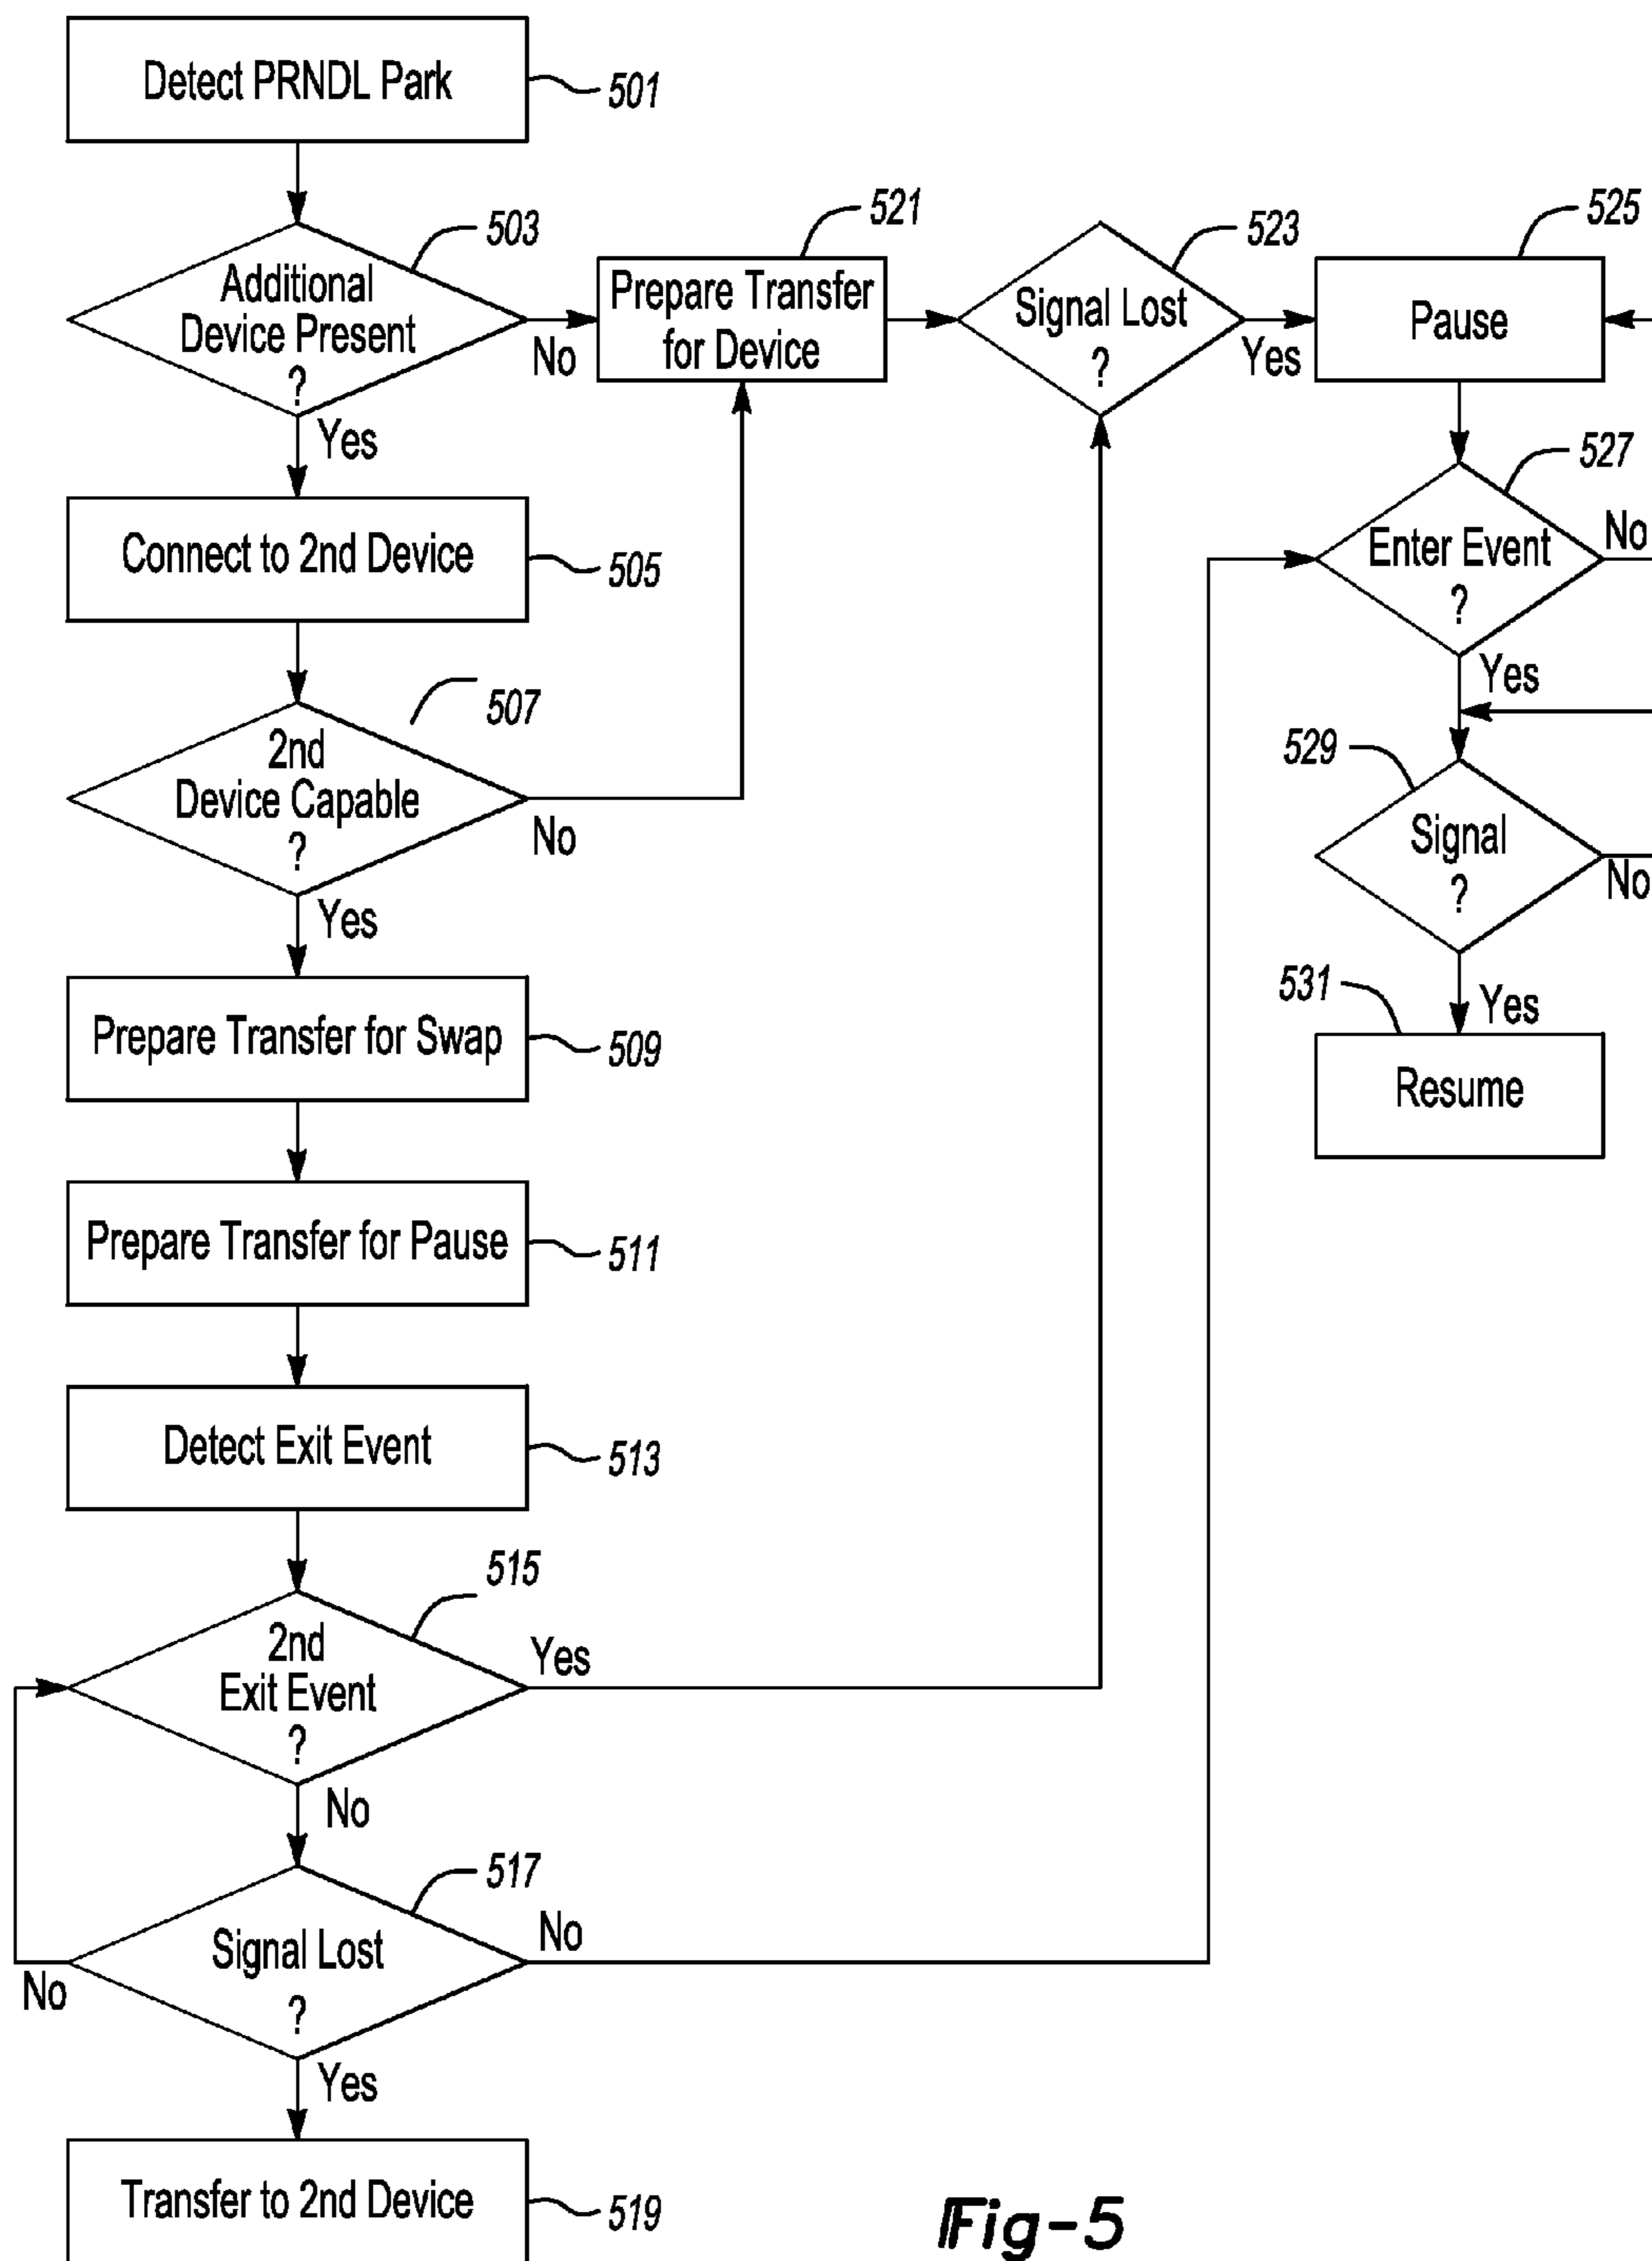 Detect PRNDL Park
501
503
Additional
Device Present
?
No
Yes
521
Prepare Transfer
for Device
523
Signal Lost
?
Yes
525
Pause
Connect to 2nd Device
505
527
Enter Event
?
No
Yes
507
2nd
Device Capable
?
No
Yes
529
Signal
?
No
Yes
531
Resume
Prepare Transfer for Swap
509
Prepare Transfer for Pause
511
Detect Exit Event
513
515
2nd
Exit Event
?
Yes
No
517
Signal Lost
?
No
No
Yes
Transfer to 2nd Device
519
Fig-5